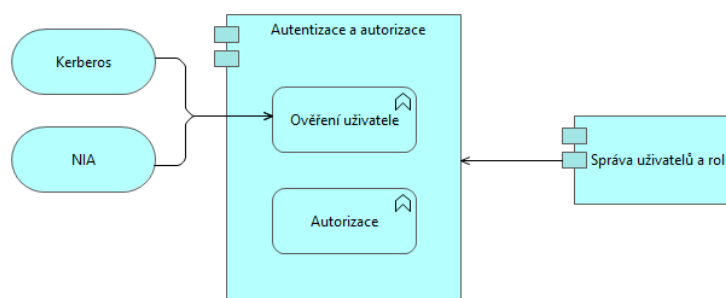 Autentizace a autorizace
Kerberos
Ověření uživatele
NIA
Správa uživatelů a rol
Autorizace